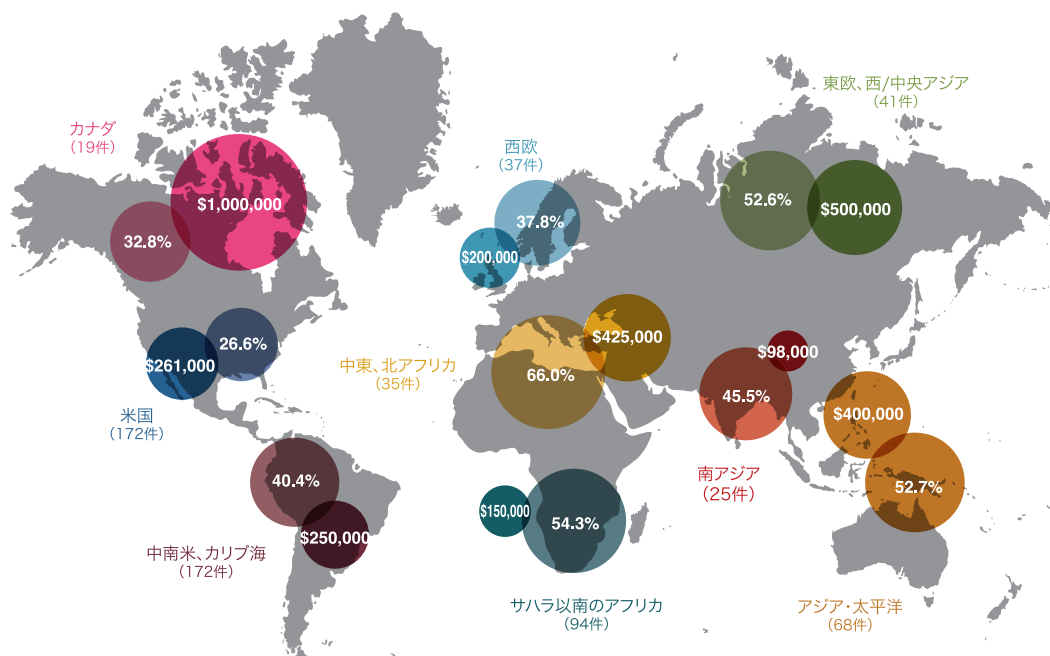 東欧、西/中央アジア
（41件）
カナダ
（19件）
$1,000,000
32.8%
西欧
（37件）
37.8%
$200,000
52.6%
$500,000
$261,000
26.6%
米国
（172件）
中東、北アフリカ
（35件）
$425,000
66.0%
$98,000
45.5%
南アジア
（25件）
$400,000
52.7%
40.4%
$250,000
中南米、カリブ海
（172件）
$150,000
54.3%
サハラ以南のアフリカ
（94件）
アジア・太平洋
（68件）